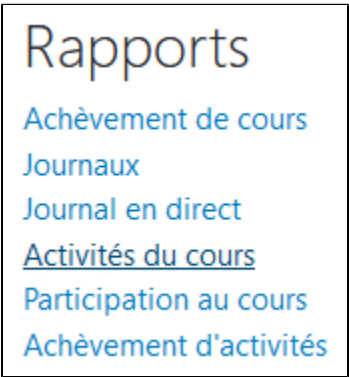 Rapports
Achèvement de cours
Journaux
Journal en direct
Activités du cours
Participation au cours
Achèvement d'activités